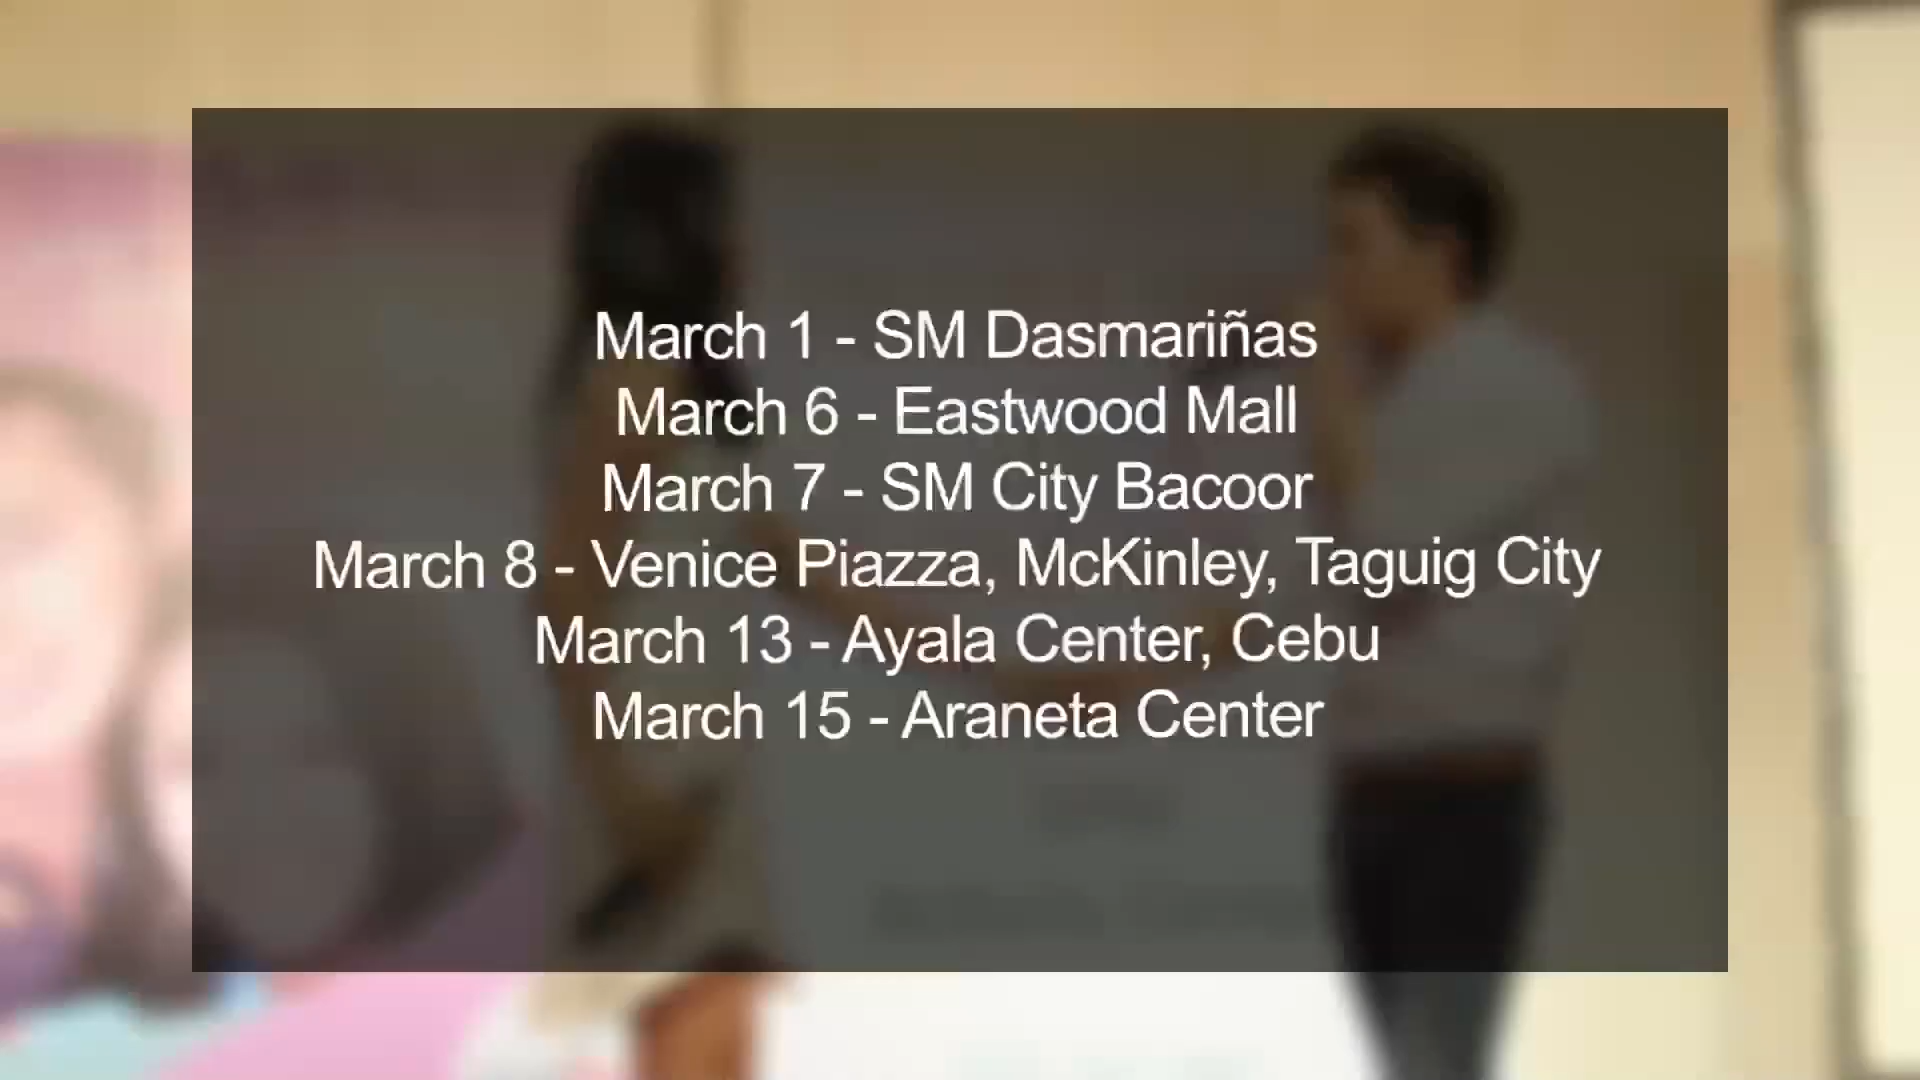 March 1 - SM Dasmariñas
March 6 - Eastwood Mall
March 7 - SM City Bacoor
March 8 - Venice Piazza, McKinley, Taguig City
March 13 - Ayala Center, Cebu
March 15 - Araneta Center